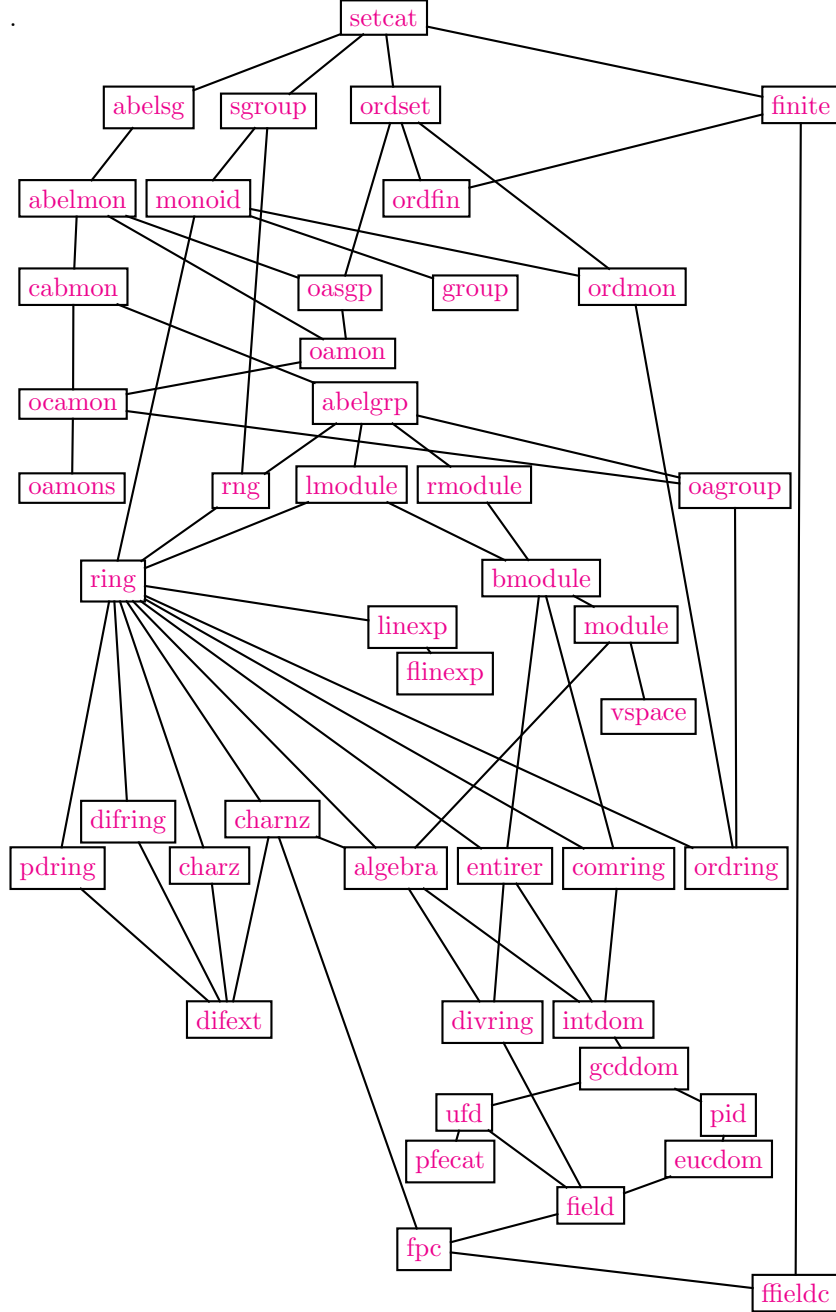 .
setcat
abelsg sgroup ordset finite
abelmon monoid ordfin
cabmon oasgp group ordmon
oamon
ocamon abelgrp
oamons rng lmodule rmodule oagroup
ring bmodule
linexp module
flinexp
vspace
difring charnz
pdring charz algebra entirer comring ordring
difext divring intdom
gcddom
ufd pid
pfecat eucdom
field
fpc
ffieldc